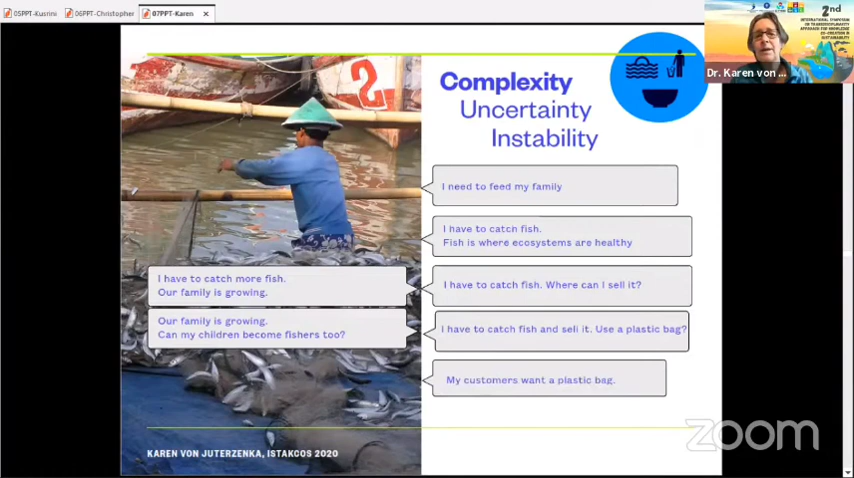 05PPT-Kusrini
06PPT-Christopher
07PPT-Karen
2nd
INTERNATIONAL SYMPOSIUM
ON TRANSDISCIPLINARITY
APPROACH FOR KNOWLEDGE
CO-CREATION IN
SUSTAINABILITY
Dr. Karen von ...
2
Complexity
Uncertainty
Instability
I need to feed my family
I have to catch fish.
Fish is where ecosystems are healthy
I have to catch more fish.
Our family is growing.
I have to catch fish. Where can I sell it?
Our family is growing.
Can my children become fishers too?
I have to catch fish and sell it. Use a plastic bag?
My customers want a plastic bag.
zoom
KAREN VON JUTERZENKA, ISTAKCOS 2020